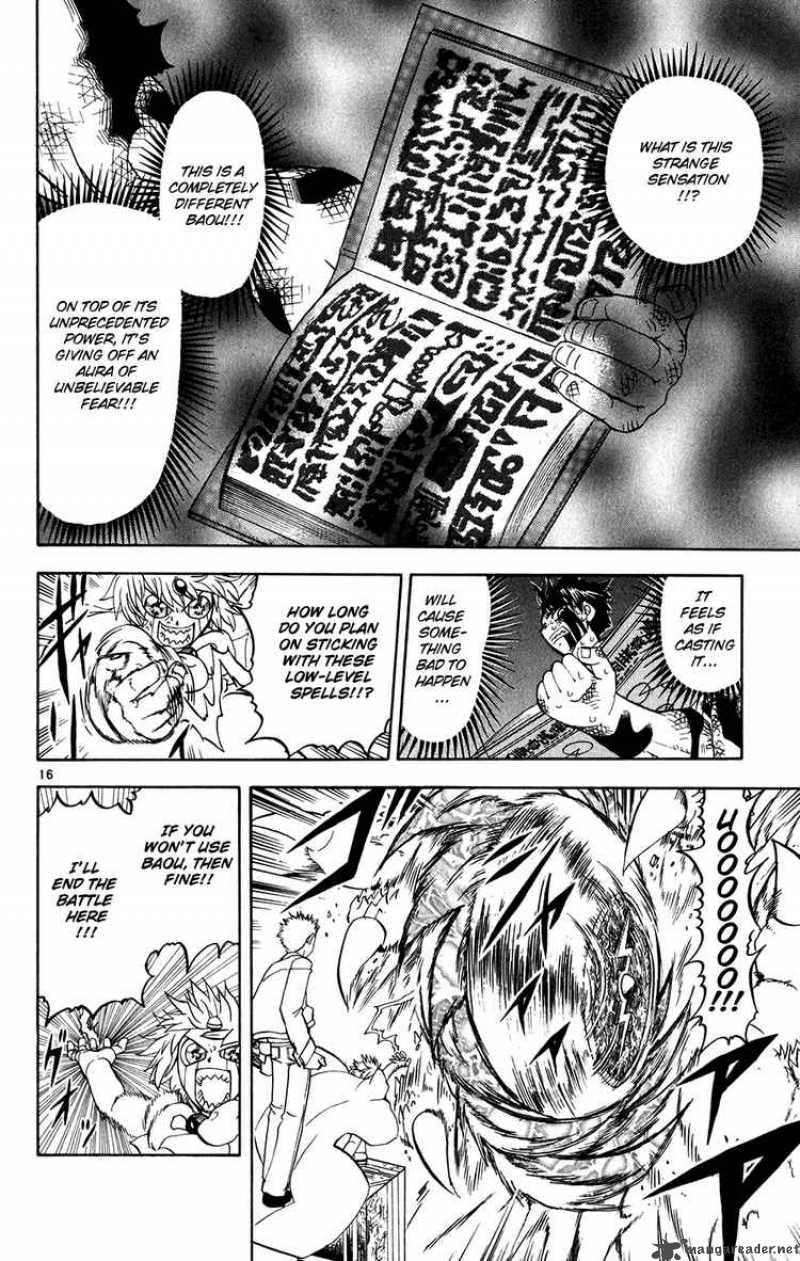 WHAT IS THIS
STRANGE
SENSATION
!!?
THIS IS A
COMPLETELY
DIFFERENT
BAOU!!!
ON TOP OF ITS
UNPRECEDENTED
POWER, IT'S
GIVING OFF AN
AURA OF
UNBELIEVABLE
FEAR!!!
IT
FEELS
AS IF
CASTING
IT...
WILL
CAUSE
SOME-
THING
BAD TO
HAPPEN
...
HOW LONG
DO YOU PLAN
ON STICKING
WITH THESE
LOW-LEVEL
SPELLS!!?
16
UOOOOOOO!!!
IF YOU
WON'T USE
BAOU, THEN
FINE!!
I'LL
END THE
BATTLE
HERE
!!!
mangareader.net